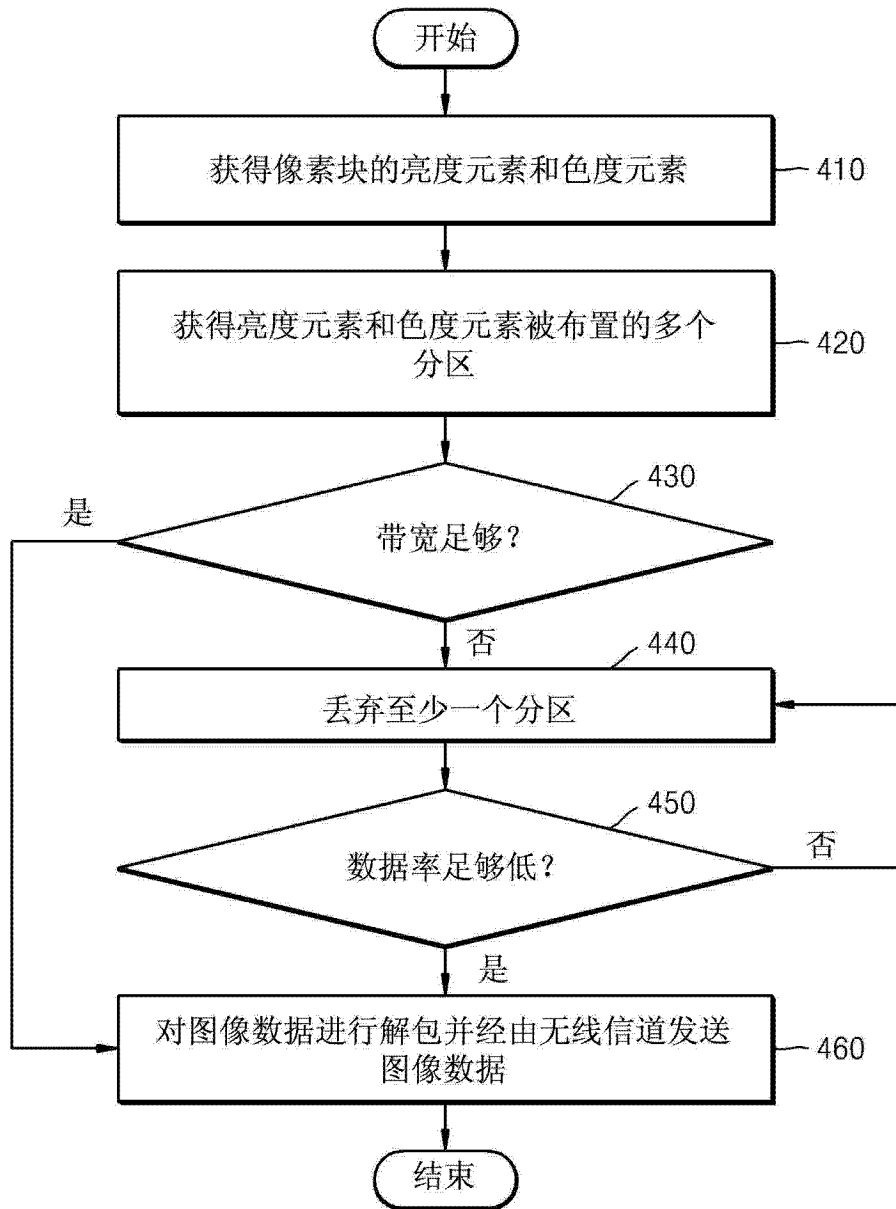 开始
获得像素块的亮度元素和色度元素
410
获得亮度元素和色度元素被布置的多个
分区
420
430
是
带宽足够？
否
440
丢弃至少一个分区
450
数据率足够低？
否
是
对图像数据进行解包并经由无线信道发送
图像数据
460
结束